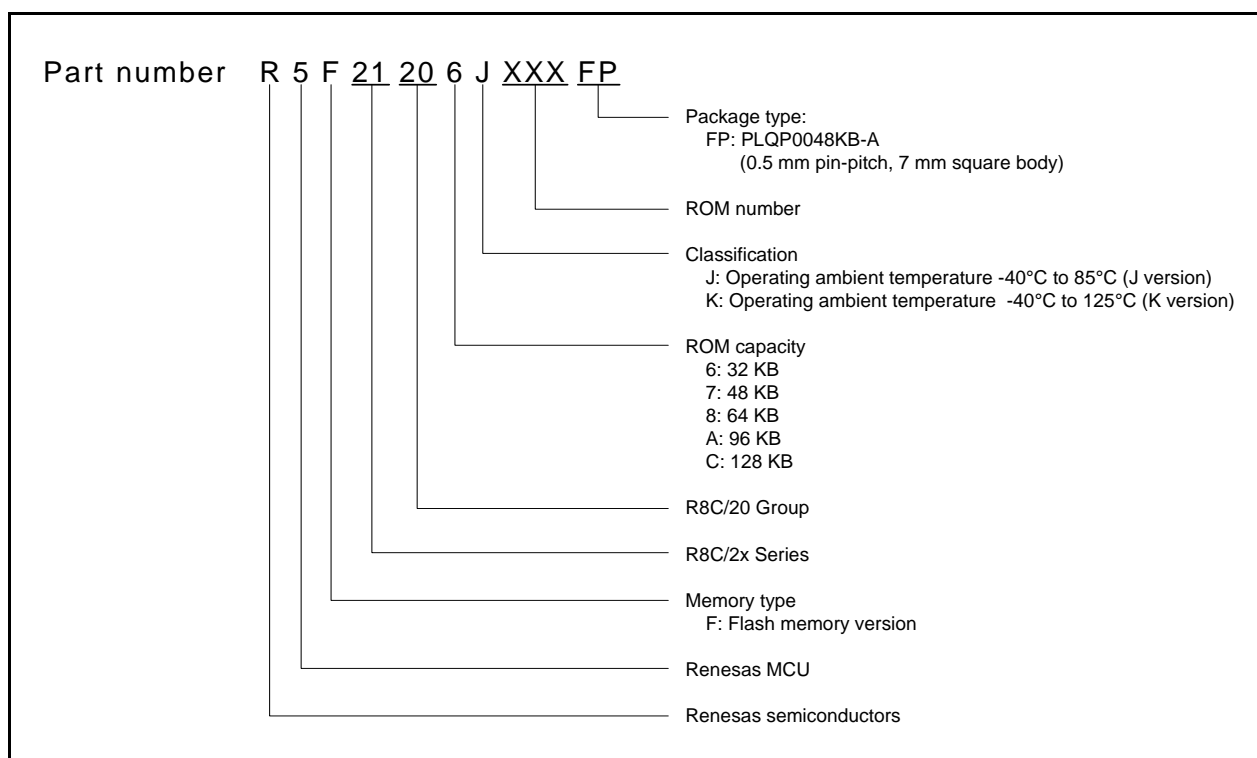 Part number R 5 F 21 20 6 J XXX FP
Package type:
FP: PLQP0048KB-A
(0.5 mm pin-pitch, 7 mm square body)
ROM number
Classification
J: Operating ambient temperature -40°C to 85°C (J version)
K: Operating ambient temperature -40°C to 125°C (K version)
ROM capacity
6: 32 KB
7: 48 KB
8: 64 KB
A: 96 KB
C: 128 KB
R8C/20 Group
R8C/2x Series
Memory type
F: Flash memory version
Renesas MCU
Renesas semiconductors